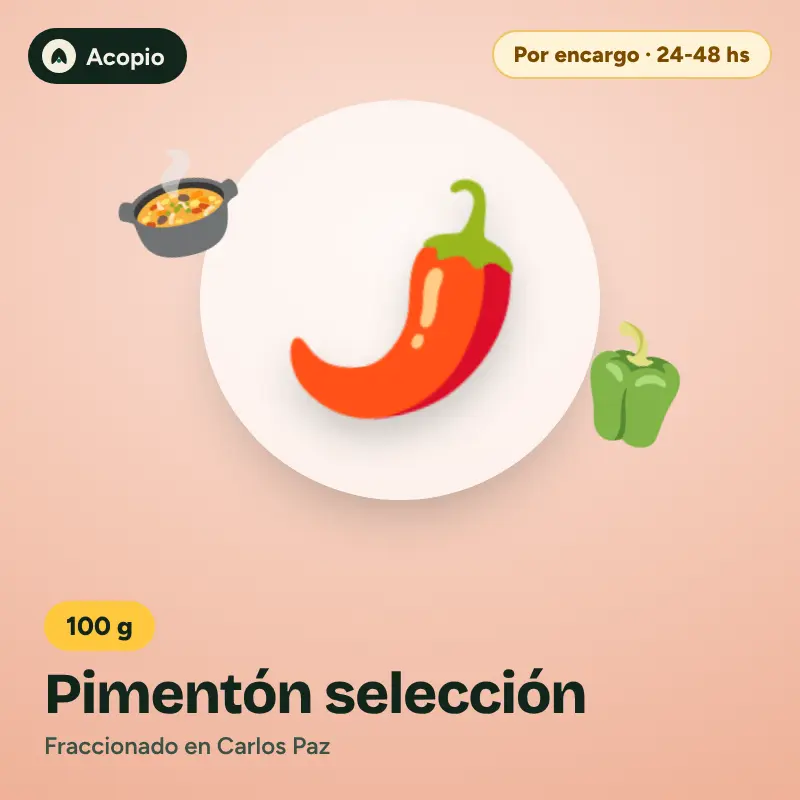 Acopio
Por encargo · 24-48 hs
100 g
Pimentón selección
Fraccionado en Carlos Paz